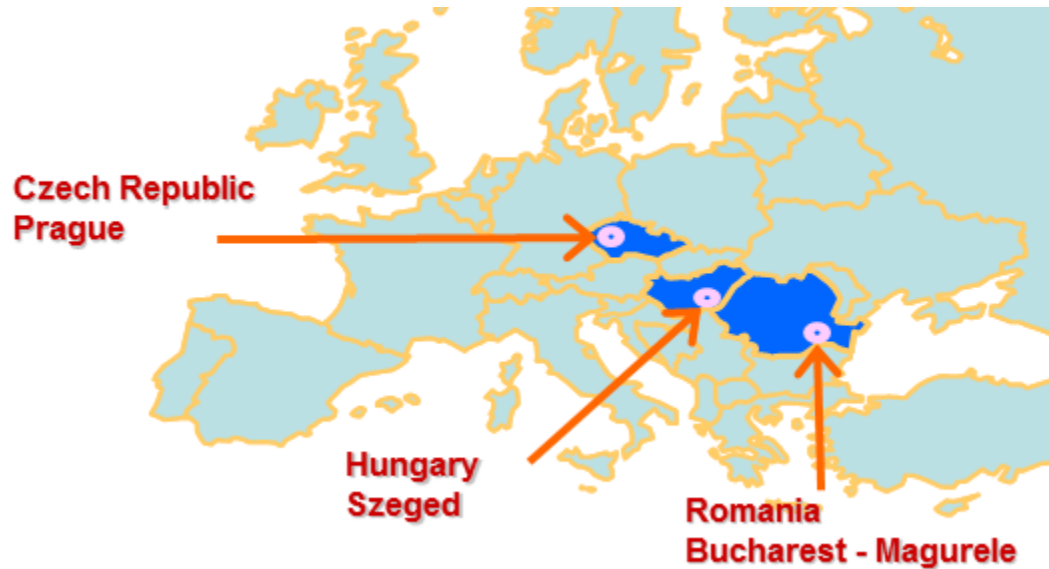 Czech Republic
Prague
Hungary
Szeged
Romania
Bucharest - Magurele